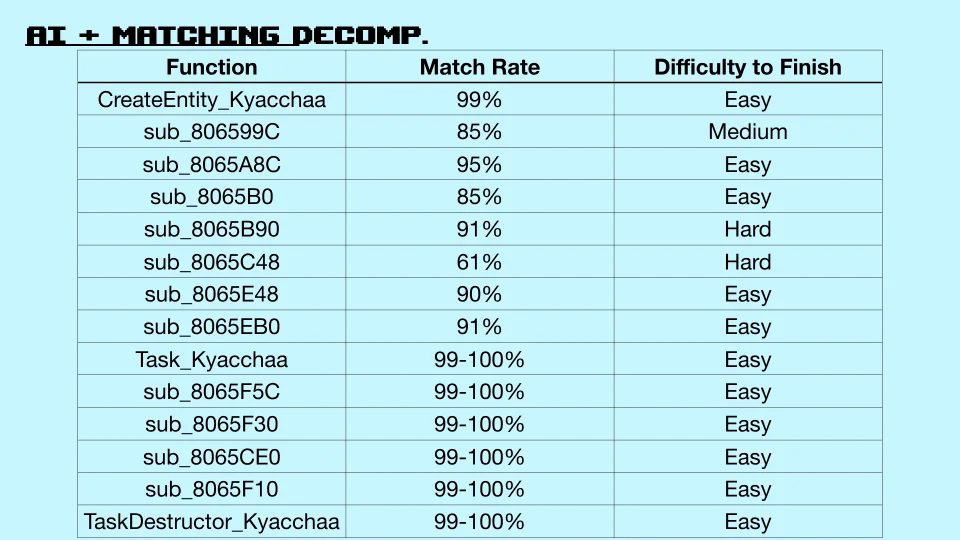 AI + MATCHING DECOMP.
Function Match Rate Difficulty to Finish
CreateEntity_Kyacchaa 99% Easy
sub_806599C 85% Medium
sub_8065A8C 95% Easy
sub_8065B0 85% Easy
sub_8065B90 91% Hard
sub_8065C48 61% Hard
sub_8065E48 90% Easy
sub_8065EB0 91% Easy
Task_Kyacchaa 99-100% Easy
sub_8065F5C 99-100% Easy
sub_8065F30 99-100% Easy
sub_8065CE0 99-100% Easy
sub_8065F10 99-100% Easy
TaskDestructor_Kyacchaa 99-100% Easy